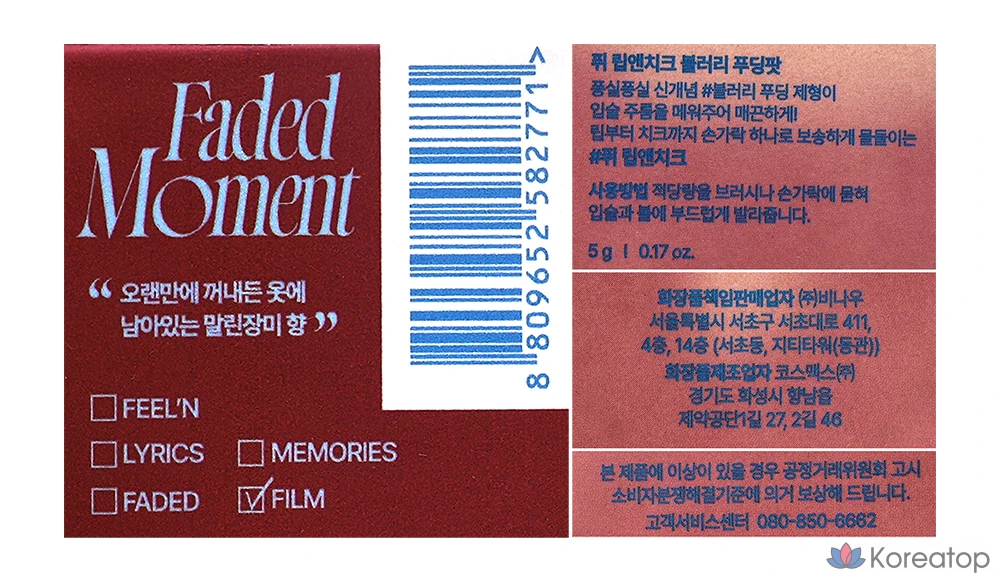 Faded
Moment
“ 오랜만에 꺼내든 옷에
남아있는 말린장미 향 ”
☐ FEEL'N
☐ LYRICS ☐ MEMORIES
☐ FADED ☑ FILM
8 809652 582771 >
퓌 립앤치크 블러리 푸딩팟
퐁실퐁실 신개념 #블러리 푸딩 제형이
입술 주름을 메워주어 매끈하게!
립부터 치크까지 손가락 하나로 보송하게 물들이는
#퓌 립앤치크
사용방법 적당량을 브러시나 손가락에 묻혀
입술과 볼에 부드럽게 발라줍니다.
5 g | 0.17 oz.
화장품책임판매업자 (주)비나우
서울특별시 서초구 서초대로 411,
4층, 14층 (서초동, 지티타워(동관))
화장품제조업자 코스맥스(주)
경기도 화성시 향남읍
제약공단1길 27, 2길 46
본 제품에 이상이 있을 경우 공정거래위원회 고시
소비자분쟁해결기준에 의거 보상해 드립니다.
고객서비스센터 080-850-6662
Koreatop